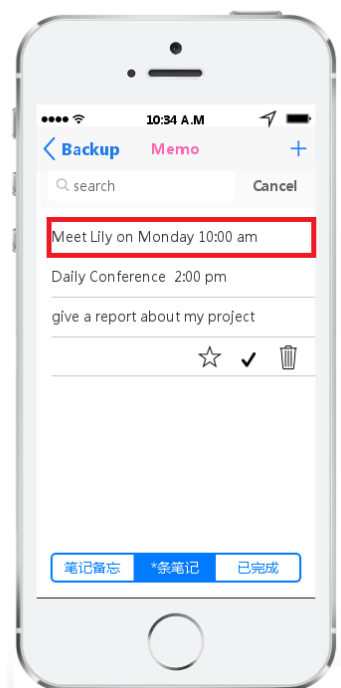 10:34 A.M
Backup Memo +
search Cancel
Meet Lily on Monday 10:00 am
Daily Conference 2:00 pm
give a report about my project
笔记备忘 *条笔记 已完成